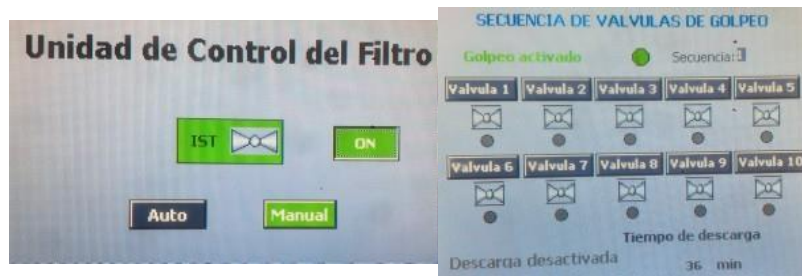 Unidad de Control del Filtro
IST
ON
Auto
Manual
SECUENCIA DE VALVULAS DE GOLPEO
Golpeo activado
Secuencia:
Valvula 1
Valvula 2
Valvula 3
Valvula 4
Valvula 5
Valvula 6
Valvula 7
Valvula 8
Valvula 9
Valvula 10
Tiempo de descarga
Descarga desactivada
36 min